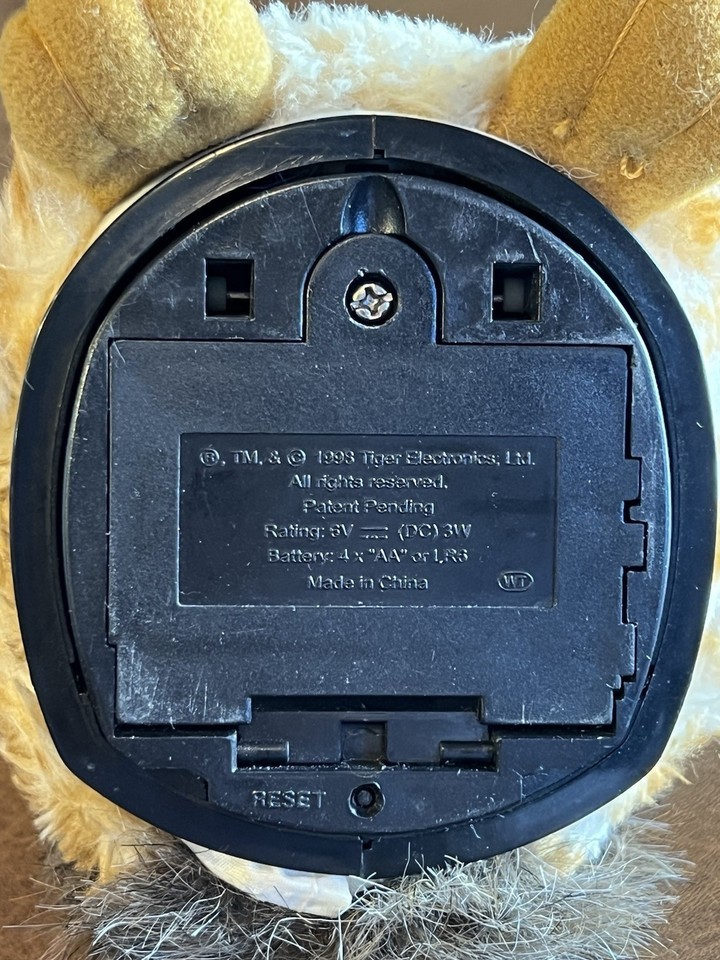 ®, TM, & © 1998 Tiger Electronics, Ltd.
All rights reserved.
Patent Pending
Rating: 6V ⎓ (DC) 3W
Battery: 4 x "AA" or LR6
Made in China
WT
RESET